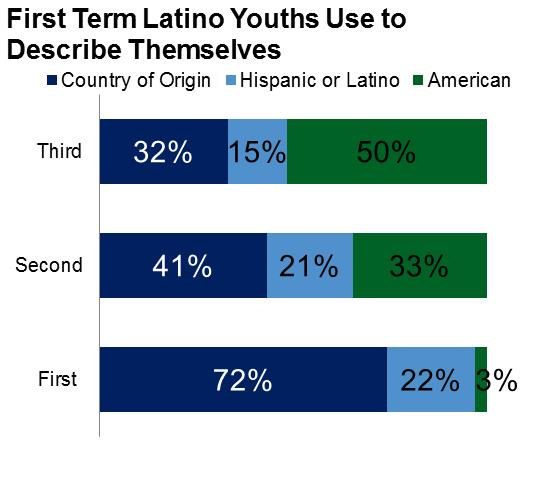 First Term Latino Youths Use to
Describe Themselves
Country of Origin Hispanic or Latino American
Third 32% 15% 50%
Second 41% 21% 33%
First 72% 22% 3%